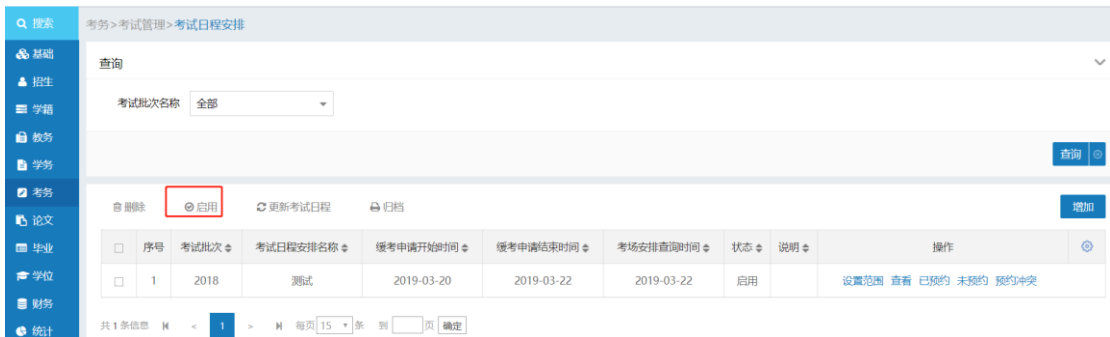 搜索
考务>考试管理>考试日程安排
基础
招生
学籍
教务
学务
考务
论文
毕业
学位
财务
统计
查询
考试批次名称 全部
查询
删除 启用 更新考试日程 归档 增加
序号 考试批次 考试日程安排名称 缓考申请开始时间 缓考申请结束时间 考场安排查询时间 状态 说明 操作
1 2018 测试 2019-03-20 2019-03-22 2019-03-22 启用 设置范围 查看 已预约 未预约 预约冲突
共 1 条信息 < 1 > 每页 15 条 到 页 确定